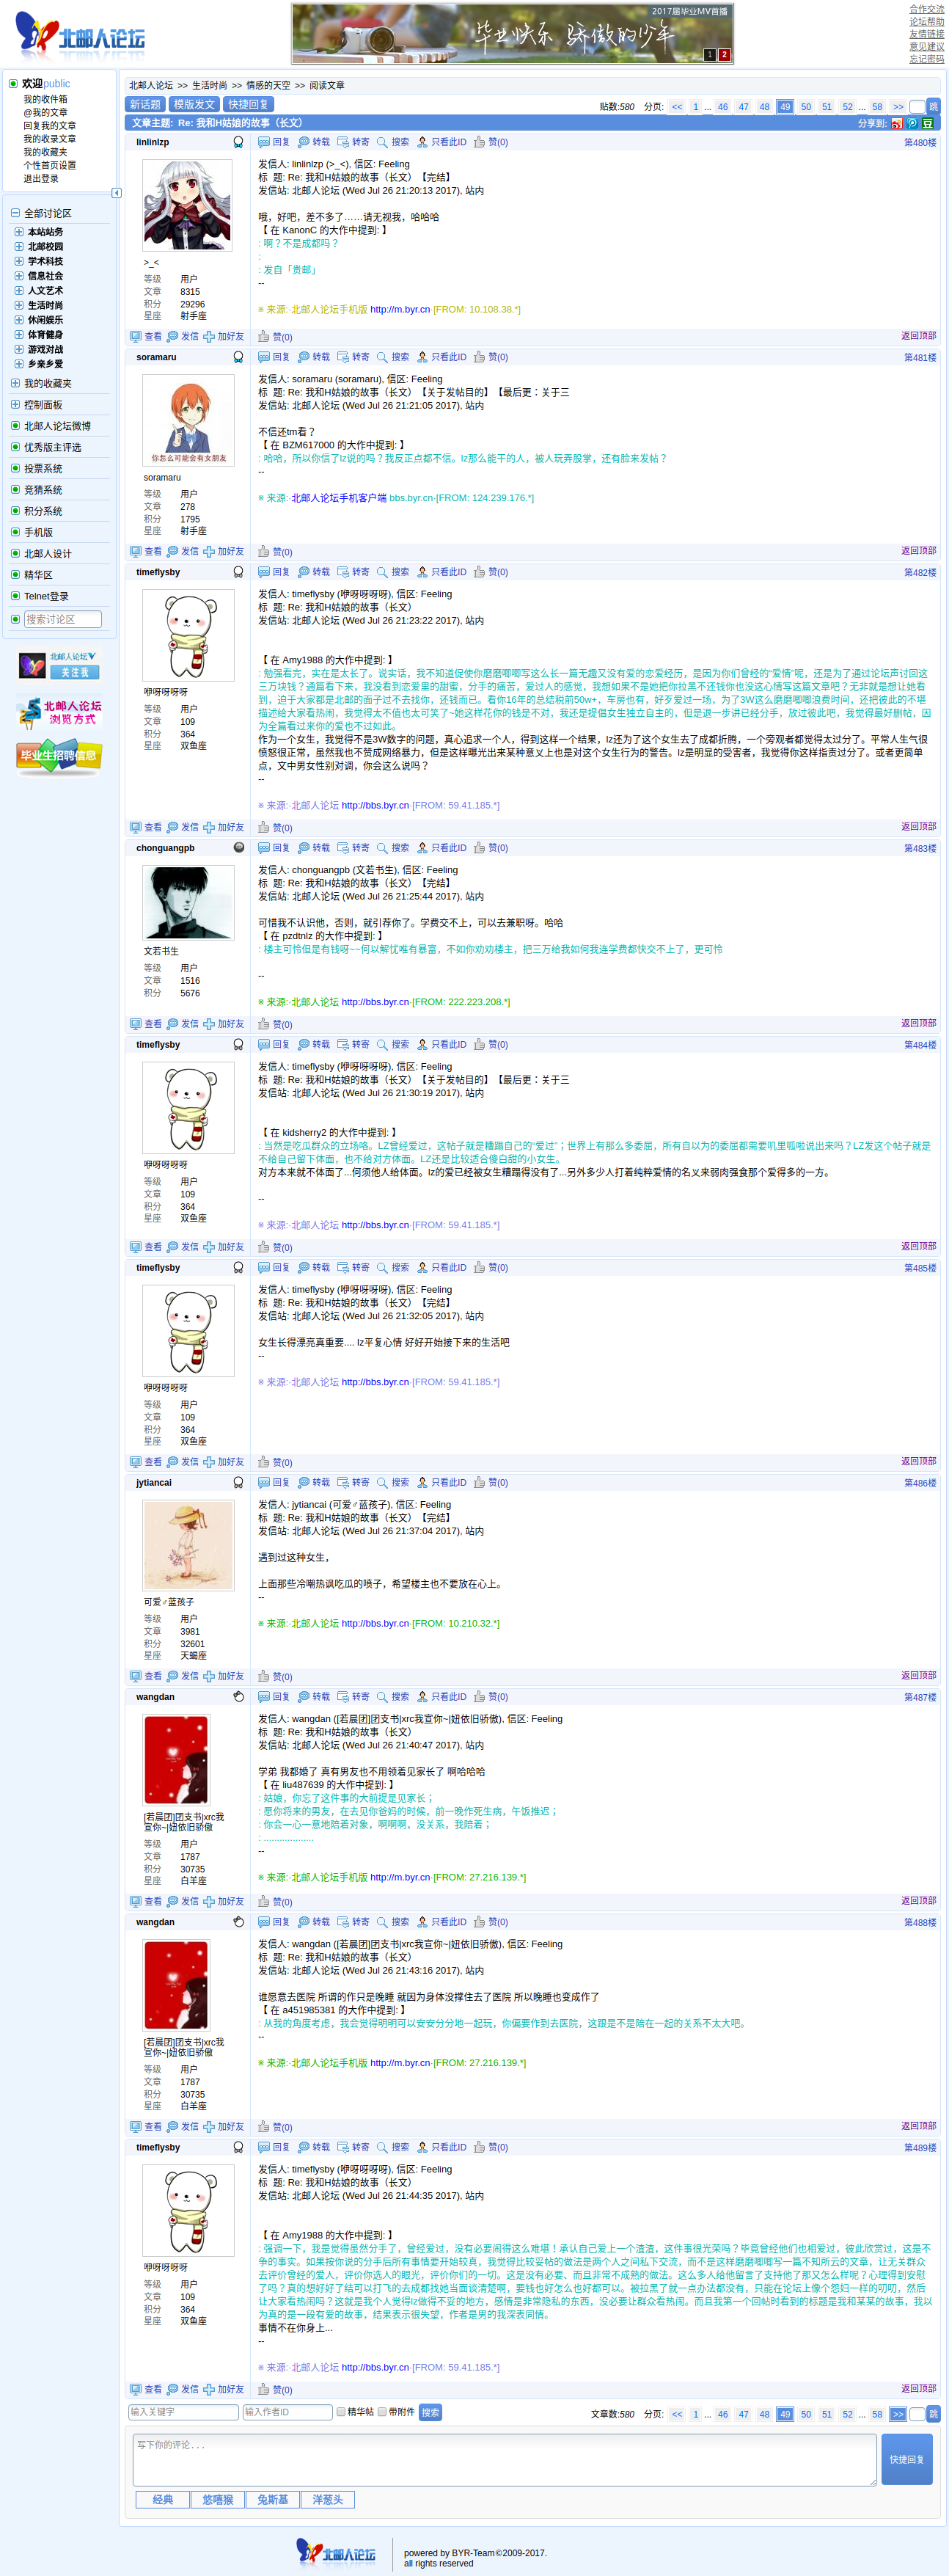 北邮人论坛
2017届毕业MV首播
毕业快乐 骄傲的少年
1 2
合作交流
论坛帮助
友情链接
意见建议
忘记密码
欢迎public
我的收件箱
@我的文章
回复我的文章
我的收录文章
我的收藏夹
个性首页设置
退出登录
全部讨论区
本站站务
北邮校园
学术科技
信息社会
人文艺术
生活时尚
休闲娱乐
体育健身
游戏对战
乡亲乡爱
我的收藏夹
控制面板
北邮人论坛微博
优秀版主评选
投票系统
竞猜系统
积分系统
手机版
北邮人设计
精华区
Telnet登录
搜索讨论区
北邮人论坛
关注我
北邮人论坛
浏览方式
毕业生招聘信息
北邮人论坛 >> 生活时尚 >> 情感的天空 >> 阅读文章
新话题 模版发文 快捷回复
贴数:580 分页: << 1 ... 46 47 48 49 50 51 52 ... 58 >> 跳
文章主题: Re: 我和H姑娘的故事（长文）
分享到: 豆
linlinlzp
回复 转载 转寄 搜索 只看此ID 赞(0) 第480楼
发信人: linlinlzp (>_<), 信区: Feeling
标 题: Re: 我和H姑娘的故事（长文）【完结】
发信站: 北邮人论坛 (Wed Jul 26 21:20:13 2017), 站内
哦，好吧，差不多了……请无视我，哈哈哈
【 在 KanonC 的大作中提到: 】
: 啊？不是成都吗？
:
: 发自「贵邮」
--
※ 来源:·北邮人论坛手机版 http://m.byr.cn·[FROM: 10.108.38.*]
>_<
等级 用户
文章 8315
积分 29296
星座 射手座
查看 发信 加好友 赞(0) 返回顶部
soramaru
回复 转载 转寄 搜索 只看此ID 赞(0) 第481楼
你怎么可能会有女朋友
发信人: soramaru (soramaru), 信区: Feeling
标 题: Re: 我和H姑娘的故事（长文）【关于发帖目的】【最后更：关于三
发信站: 北邮人论坛 (Wed Jul 26 21:21:05 2017), 站内
不信还tm看？
【 在 BZM617000 的大作中提到: 】
: 哈哈，所以你信了lz说的吗？我反正点都不信。lz那么能干的人，被人玩弄股掌，还有脸来发帖？
--
※ 来源:·北邮人论坛手机客户端 bbs.byr.cn·[FROM: 124.239.176.*]
soramaru
等级 用户
文章 278
积分 1795
星座 射手座
查看 发信 加好友 赞(0) 返回顶部
timeflysby
回复 转载 转寄 搜索 只看此ID 赞(0) 第482楼
发信人: timeflysby (咿呀呀呀呀), 信区: Feeling
标 题: Re: 我和H姑娘的故事（长文）
发信站: 北邮人论坛 (Wed Jul 26 21:23:22 2017), 站内
【 在 Amy1988 的大作中提到: 】
: 勉强看完，实在是太长了。说实话，我不知道促使你磨磨唧唧写这么长一篇无趣又没有爱的恋爱经历，是因为你们曾经的“爱情”呢，还是为了通过论坛声讨回这三万块钱？通篇看下来，我没看到恋爱里的甜蜜，分手的痛苦，爱过人的感觉，我想如果不是她把你拉黑不还钱你也没这心情写这篇文章吧？无非就是想让她看到，迫于大家都是北邮的面子过不去找你，还钱而已。看你16年的总结税前50w+，车房也有，好歹爱过一场，为了3W这么磨磨唧唧浪费时间，还把彼此的不堪描述给大家看热闹，我觉得太不值也太可笑了~她这样花你的钱是不对，我还是提倡女生独立自主的，但是退一步讲已经分手，放过彼此吧，我觉得最好删帖，因为全篇看过来你的爱也不过如此。
作为一个女生，我觉得不是3W数字的问题，真心追求一个人，得到这样一个结果，lz还为了这个女生去了成都折腾，一个旁观者都觉得太过分了。平常人生气很愤怒很正常，虽然我也不赞成网络暴力，但是这样曝光出来某种意义上也是对这个女生行为的警告。lz是明显的受害者，我觉得你这样指责过分了。或者更简单点，文中男女性别对调，你会这么说吗？
--
※ 来源:·北邮人论坛 http://bbs.byr.cn·[FROM: 59.41.185.*]
咿呀呀呀呀
等级 用户
文章 109
积分 364
星座 双鱼座
查看 发信 加好友 赞(0) 返回顶部
chonguangpb
回复 转载 转寄 搜索 只看此ID 赞(0) 第483楼
发信人: chonguangpb (文若书生), 信区: Feeling
标 题: Re: 我和H姑娘的故事（长文）【完结】
发信站: 北邮人论坛 (Wed Jul 26 21:25:44 2017), 站内
可惜我不认识他，否则，就引荐你了。学费交不上，可以去兼职呀。哈哈
【 在 pzdtnlz 的大作中提到: 】
: 楼主可怜但是有钱呀~~何以解忧唯有暴富，不如你劝劝楼主，把三万给我如何我连学费都快交不上了，更可怜
--
※ 来源:·北邮人论坛 http://bbs.byr.cn·[FROM: 222.223.208.*]
文若书生
等级 用户
文章 1516
积分 5676
查看 发信 加好友 赞(0) 返回顶部
timeflysby
回复 转载 转寄 搜索 只看此ID 赞(0) 第484楼
发信人: timeflysby (咿呀呀呀呀), 信区: Feeling
标 题: Re: 我和H姑娘的故事（长文）【关于发帖目的】【最后更：关于三
发信站: 北邮人论坛 (Wed Jul 26 21:30:19 2017), 站内
【 在 kidsherry2 的大作中提到: 】
: 当然是吃瓜群众的立场咯。LZ曾经爱过，这帖子就是糟蹋自己的“爱过”；世界上有那么多委屈，所有自以为的委屈都需要叽里呱啦说出来吗？LZ发这个帖子就是不给自己留下体面，也不给对方体面。LZ还是比较适合傻白甜的小女生。
对方本来就不体面了...何须他人给体面。lz的爱已经被女生糟蹋得没有了...另外多少人打着纯粹爱情的名义来弱肉强食那个爱得多的一方。
--
※ 来源:·北邮人论坛 http://bbs.byr.cn·[FROM: 59.41.185.*]
咿呀呀呀呀
等级 用户
文章 109
积分 364
星座 双鱼座
查看 发信 加好友 赞(0) 返回顶部
timeflysby
回复 转载 转寄 搜索 只看此ID 赞(0) 第485楼
发信人: timeflysby (咿呀呀呀呀), 信区: Feeling
标 题: Re: 我和H姑娘的故事（长文）【完结】
发信站: 北邮人论坛 (Wed Jul 26 21:32:05 2017), 站内
女生长得漂亮真重要.... lz平复心情 好好开始接下来的生活吧
--
※ 来源:·北邮人论坛 http://bbs.byr.cn·[FROM: 59.41.185.*]
咿呀呀呀呀
等级 用户
文章 109
积分 364
星座 双鱼座
查看 发信 加好友 赞(0) 返回顶部
jytiancai
回复 转载 转寄 搜索 只看此ID 赞(0) 第486楼
发信人: jytiancai (可爱♂蓝孩子), 信区: Feeling
标 题: Re: 我和H姑娘的故事（长文）【完结】
发信站: 北邮人论坛 (Wed Jul 26 21:37:04 2017), 站内
遇到过这种女生，
上面那些冷嘲热讽吃瓜的喷子，希望楼主也不要放在心上。
--
※ 来源:·北邮人论坛 http://bbs.byr.cn·[FROM: 10.210.32.*]
可爱♂蓝孩子
等级 用户
文章 3981
积分 32601
星座 天蝎座
查看 发信 加好友 赞(0) 返回顶部
wangdan
回复 转载 转寄 搜索 只看此ID 赞(0) 第487楼
发信人: wangdan ([若晨团]团支书|xrc我宣你~|妞依旧骄傲), 信区: Feeling
标 题: Re: 我和H姑娘的故事（长文）
发信站: 北邮人论坛 (Wed Jul 26 21:40:47 2017), 站内
学弟 我都婚了 真有男友也不用领着见家长了 啊哈哈哈
【 在 liu487639 的大作中提到: 】
: 姑娘，你忘了这件事的大前提是见家长；
: 愿你将来的男友，在去见你爸妈的时候，前一晚作死生病，午饭推迟；
: 你会一心一意地陪着对象，啊啊啊，没关系，我陪着；
: ...................
--
※ 来源:·北邮人论坛手机版 http://m.byr.cn·[FROM: 27.216.139.*]
[若晨团]团支书|xrc我宣你~|妞依旧骄傲
等级 用户
文章 1787
积分 30735
星座 白羊座
查看 发信 加好友 赞(0) 返回顶部
wangdan
回复 转载 转寄 搜索 只看此ID 赞(0) 第488楼
发信人: wangdan ([若晨团]团支书|xrc我宣你~|妞依旧骄傲), 信区: Feeling
标 题: Re: 我和H姑娘的故事（长文）
发信站: 北邮人论坛 (Wed Jul 26 21:43:16 2017), 站内
谁愿意去医院 所谓的作只是晚睡 就因为身体没撑住去了医院 所以晚睡也变成作了
【 在 a451985381 的大作中提到: 】
: 从我的角度考虑，我会觉得明明可以安安分分地一起玩，你偏要作到去医院，这跟是不是陪在一起的关系不太大吧。
--
※ 来源:·北邮人论坛手机版 http://m.byr.cn·[FROM: 27.216.139.*]
[若晨团]团支书|xrc我宣你~|妞依旧骄傲
等级 用户
文章 1787
积分 30735
星座 白羊座
查看 发信 加好友 赞(0) 返回顶部
timeflysby
回复 转载 转寄 搜索 只看此ID 赞(0) 第489楼
发信人: timeflysby (咿呀呀呀呀), 信区: Feeling
标 题: Re: 我和H姑娘的故事（长文）
发信站: 北邮人论坛 (Wed Jul 26 21:44:35 2017), 站内
【 在 Amy1988 的大作中提到: 】
: 强调一下，我是觉得虽然分手了，曾经爱过，没有必要闹得这么难堪！承认自己爱上一个渣渣，这件事很光荣吗？毕竟曾经他们也相爱过，彼此欣赏过，这是不争的事实。如果按你说的分手后所有事情要开始较真，我觉得比较妥帖的做法是两个人之间私下交流，而不是这样磨磨唧唧写一篇不知所云的文章，让无关群众去评价曾经的爱人，评价你选人的眼光，评价你们的一切。这是没有必要、而且非常不成熟的做法。这么多人给他留言了支持他了那又怎么样呢？心理得到安慰了吗？真的想好好了结可以打飞的去成都找她当面谈清楚啊，要钱也好怎么也好都可以。被拉黑了就一点办法都没有，只能在论坛上像个怨妇一样的叨叨，然后让大家看热闹吗？这就是我个人觉得lz做得不妥的地方，感情是非常隐私的东西，没必要让群众看热闹。而且我第一个回帖时看到的标题是我和某某的故事，我以为真的是一段有爱的故事，结果表示很失望，作者是男的我深表同情。
事情不在你身上...
--
※ 来源:·北邮人论坛 http://bbs.byr.cn·[FROM: 59.41.185.*]
咿呀呀呀呀
等级 用户
文章 109
积分 364
星座 双鱼座
查看 发信 加好友 赞(0) 返回顶部
输入关键字 输入作者ID 精华帖 带附件 搜索
文章数:580 分页: << 1 ... 46 47 48 49 50 51 52 ... 58 >> 跳
写下你的评论...
快捷回复
经典 悠嘻猴 兔斯基 洋葱头
北邮人论坛
powered by BYR-Team©2009-2017.
all rights reserved